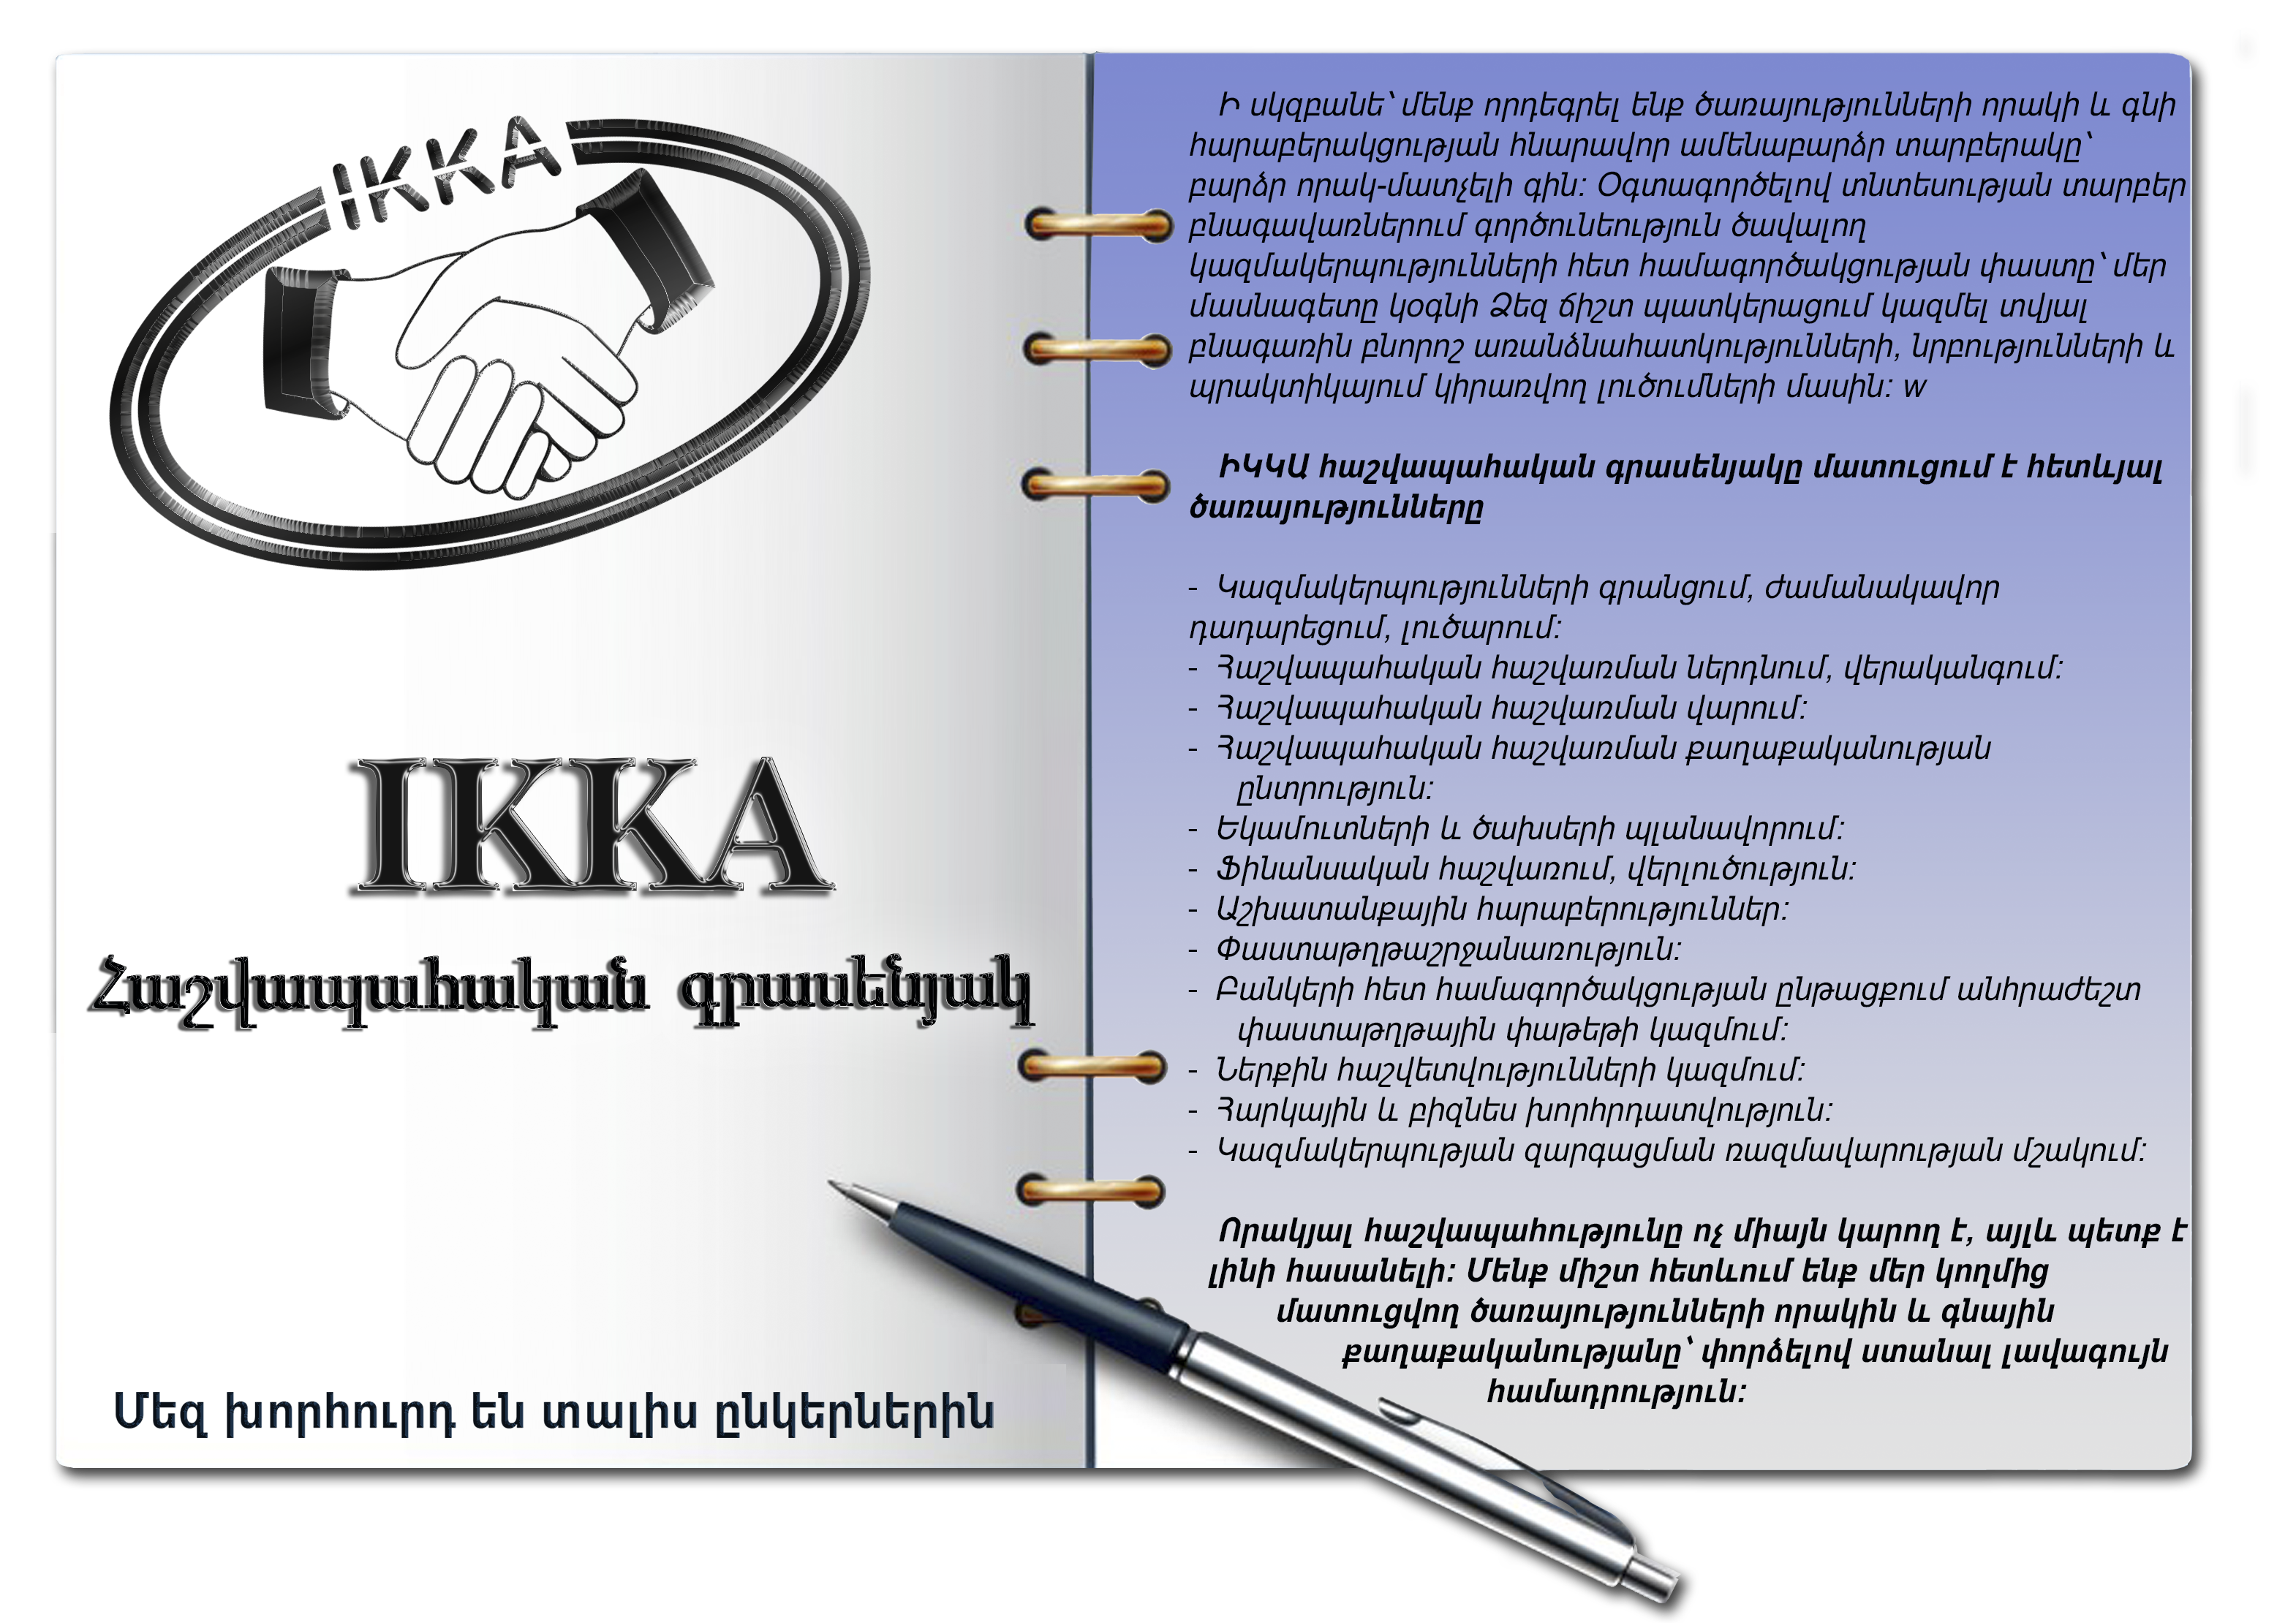 IKKA
IKKA
Հաշվապահական գրասենյակ
Մեզ խորհուրդ են տալիս ընկերներին
Ի սկզբանե՝ մենք որդեգրել ենք ծառայությունների որակի և գնի
հարաբերակցության հնարավոր ամենաբարձր տարբերակը՝
բարձր որակ-մատչելի գին: Օգտագործելով տնտեսության տարբեր
բնագավառներում գործունեություն ծավալող
կազմակերպությունների հետ համագործակցության փաստը՝ մեր
մասնագետը կօգնի Ձեզ ճիշտ պատկերացում կազմել տվյալ
բնագառին բնորոշ առանձնահատկությունների, նրբությունների և
պրակտիկայում կիրառվող լուծումների մասին: w
ԻԿԿԱ հաշվապահական գրասենյակը մատուցում է հետևյալ
ծառայությունները
- Կազմակերպությունների գրանցում, ժամանակավոր
դադարեցում, լուծարում:
- Հաշվապահական հաշվառման ներդնում, վերականգում:
- Հաշվապահական հաշվառման վարում:
- Հաշվապահական հաշվառման քաղաքականության
ընտրություն:
- Եկամուտների և ծախսերի պլանավորում:
- Ֆինանսական հաշվառում, վերլուծություն:
- Աշխատանքային հարաբերություններ:
- Փաստաթղթաշրջանառություն:
- Բանկերի հետ համագործակցության ընթացքում անհրաժեշտ
փաստաթղթային փաթեթի կազմում:
- Ներքին հաշվետվությունների կազմում:
- Հարկային և բիզնես խորհրդատվություն:
- Կազմակերպության զարգացման ռազմավարության մշակում:
Որակյալ հաշվապահությունը ոչ միայն կարող է, այլև պետք է
լինի հասանելի: Մենք միշտ հետևում ենք մեր կողմից
մատուցվող ծառայությունների որակին և գնային
քաղաքականությանը՝ փորձելով ստանալ լավագույն
համադրություն: